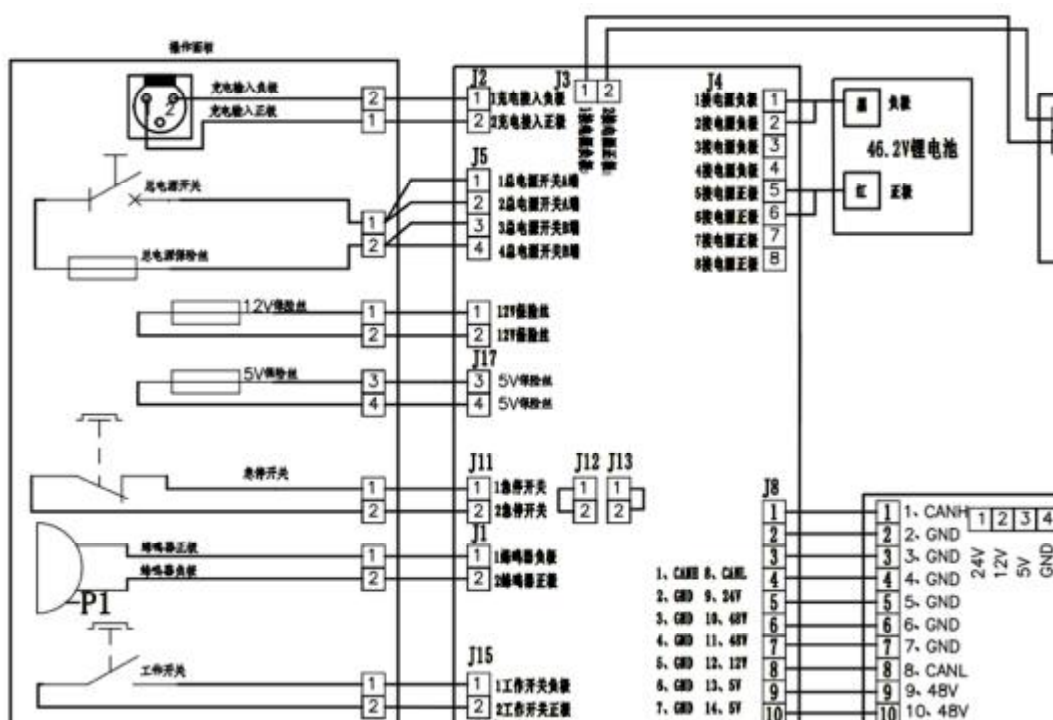 操作面板
充电输入负极
充电输入正极
2
2
1
总电源开关
1
2
总电源保险丝
12V保险丝
1
2
5V保险丝
3
4
急停开关
1
2
蜂鸣器正极
蜂鸣器负极
1
2
P1
工作开关
1
2
J2
1 1充电接入负极
2 2充电接入正极
J3
1 2
1接电源负极
2接电源正极
J5
1 1总电源开关A端
2 2总电源开关A端
3 3总电源开关B端
4 4总电源开关B端
1 12V保险丝
2 12V保险丝
J17
3 5V保险丝
4 5V保险丝
J11
1 1急停开关
2 2急停开关
J12 J13
1 1
2 2
J1
1 1蜂鸣器负极
2 2蜂鸣器正极
J15
1 1工作开关负极
2 2工作开关正极
J4
1接电源负极 1
2接电源负极 2
3接电源负极 3
4接电源负极 4
5接电源正极 5
6接电源正极 6
7接电源正极 7
8接电源正极 8
黑 负极
46.2V锂电池
红 正极
1、CANH 8、CANL
2、GND 9、24V
3、GND 10、48V
4、GND 11、48V
5、GND 12、12V
6、GND 13、5V
7、GND 14、5V
J8
1
2
3
4
5
6
7
8
9
10
1 1、CANH
2 2、GND
3 3、GND
4 4、GND
5 5、GND
6 6、GND
7 7、GND
8 8、CANL
9 9、48V
10 10、48V
1 2 3 4
24V
12V
5V
GND